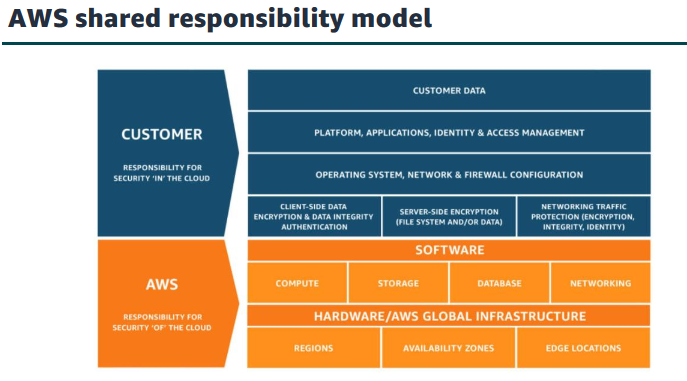 AWS shared responsibility model
CUSTOMER
RESPONSIBILITY FOR
SECURITY 'IN' THE CLOUD
CUSTOMER DATA
PLATFORM, APPLICATIONS, IDENTITY & ACCESS MANAGEMENT
OPERATING SYSTEM, NETWORK & FIREWALL CONFIGURATION
CLIENT-SIDE DATA
ENCRYPTION & DATA INTEGRITY
AUTHENTICATION
SERVER-SIDE ENCRYPTION
(FILE SYSTEM AND/OR DATA)
NETWORKING TRAFFIC
PROTECTION (ENCRYPTION,
INTEGRITY, IDENTITY)
AWS
RESPONSIBILITY FOR
SECURITY 'OF' THE CLOUD
SOFTWARE
COMPUTE
STORAGE
DATABASE
NETWORKING
HARDWARE/AWS GLOBAL INFRASTRUCTURE
REGIONS
AVAILABILITY ZONES
EDGE LOCATIONS